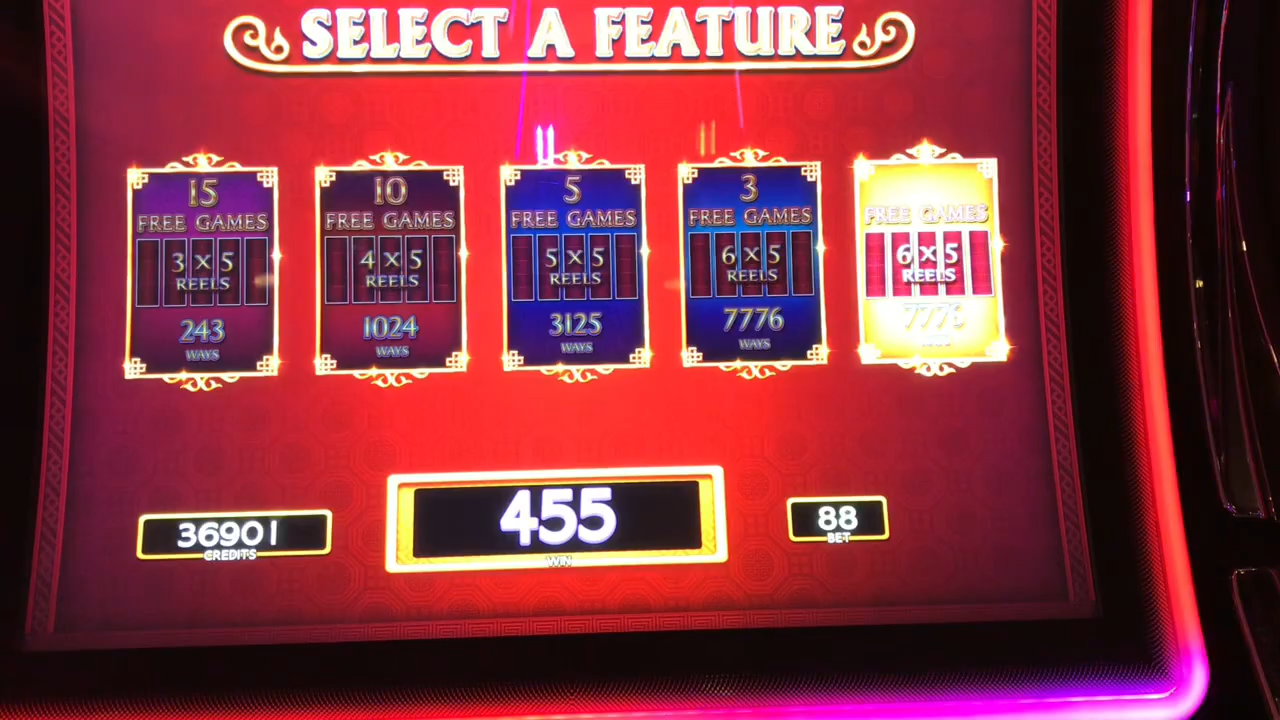 SELECT A FEATURE
15
FREE GAMES
3 x 5
REELS
243
WAYS
10
FREE GAMES
4 x 5
REELS
1024
WAYS
5
FREE GAMES
5 x 5
REELS
3125
WAYS
3
FREE GAMES
6 x 5
REELS
7776
WAYS
FREE GAMES
6 x 5
REELS
7776
36901
CREDITS
455
WIN
88
BET